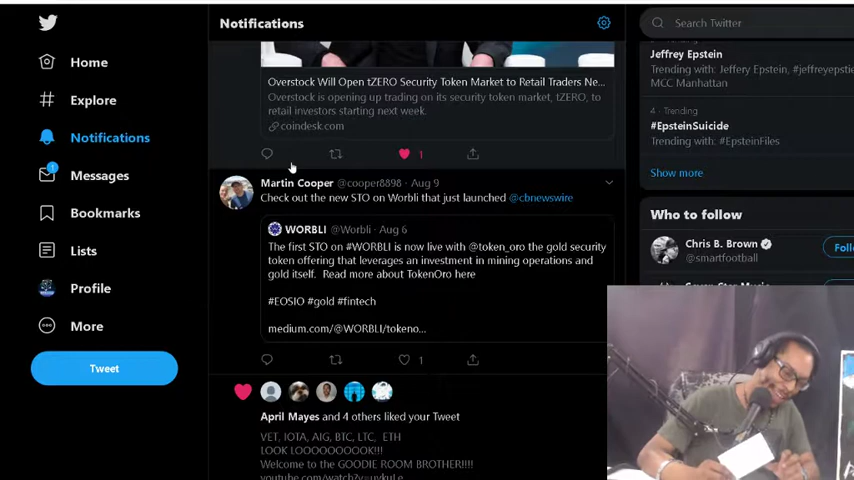 Notifications
Search Twitter
Home
Explore
Notifications
1
Messages
Bookmarks
Lists
Profile
More
Tweet
Overstock Will Open tZERO Security Token Market to Retail Traders Ne...
Overstock is opening up trading on its security token market, tZERO, to
retail investors starting next week.
coindesk.com
1
Martin Cooper @cooper8898 · Aug 9
Check out the new STO on Worbli that just launched @cbnewswire
WORBLI @Worbli · Aug 6
The first STO on #WORBLI is now live with @token_oro the gold security
token offering that leverages an investment in mining operations and
gold itself. Read more about TokenOro here
#EOSIO #gold #fintech
medium.com/@WORBLI/tokeno...
1
April Mayes and 4 others liked your Tweet
VET, IOTA, AIG, BTC, LTC, ETH
LOOK LOOOOOOOOK!!!
Welcome to the GOODIE ROOM BROTHER!!!!
Jeffrey Epstein
Trending with: Jeffery Epstein, #jeffreyepstie
MCC Manhattan
4 · Trending
#EpsteinSuicide
Trending with: #EpsteinFiles
Show more
Who to follow
Chris B. Brown
@smartfootball
Foll